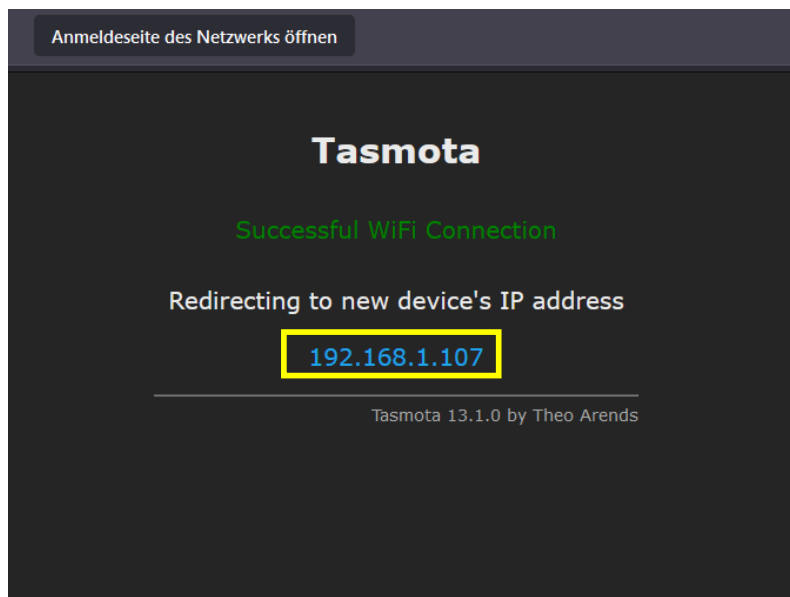 Anmeldeseite des Netzwerks öffnen
Tasmota
Successful WiFi Connection
Redirecting to new device's IP address
192.168.1.107
Tasmota 13.1.0 by Theo Arends